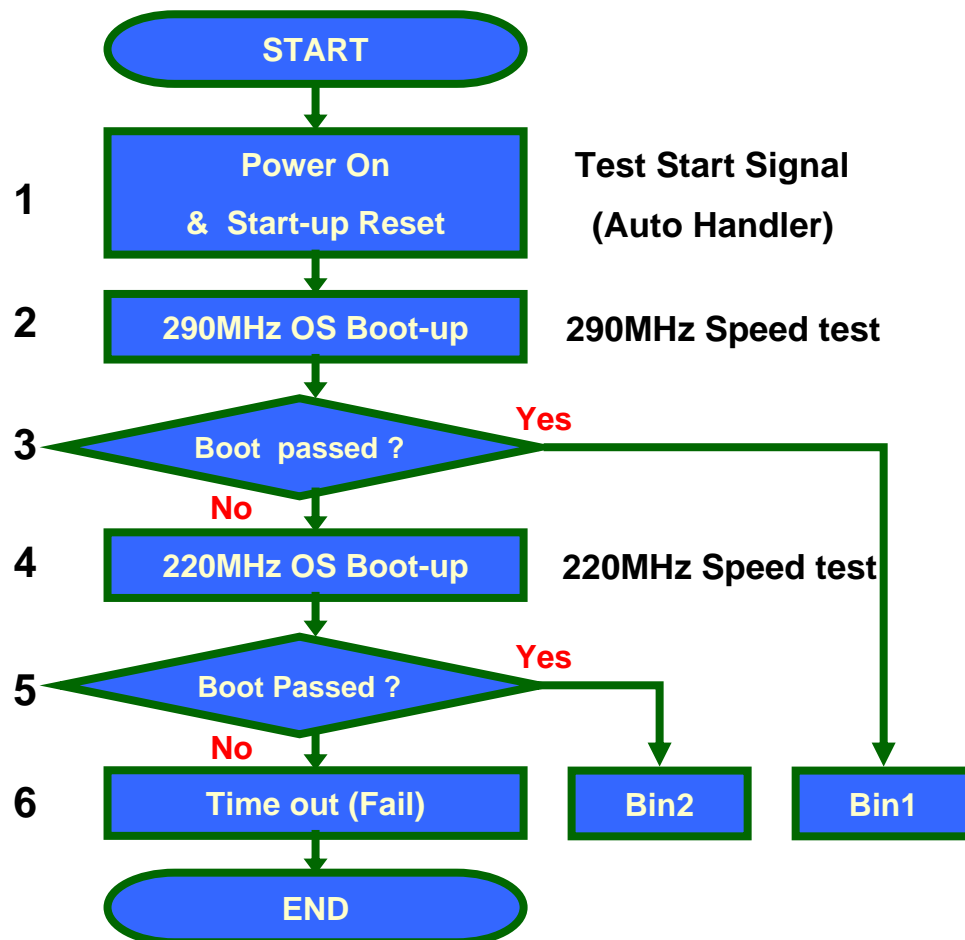 START
1
Power On
& Start-up Reset
Test Start Signal
(Auto Handler)
2
290MHz OS Boot-up
290MHz Speed test
3
Boot passed ?
Yes
No
4
220MHz OS Boot-up
220MHz Speed test
5
Boot Passed ?
Yes
No
6
Time out (Fail)
Bin2
Bin1
END